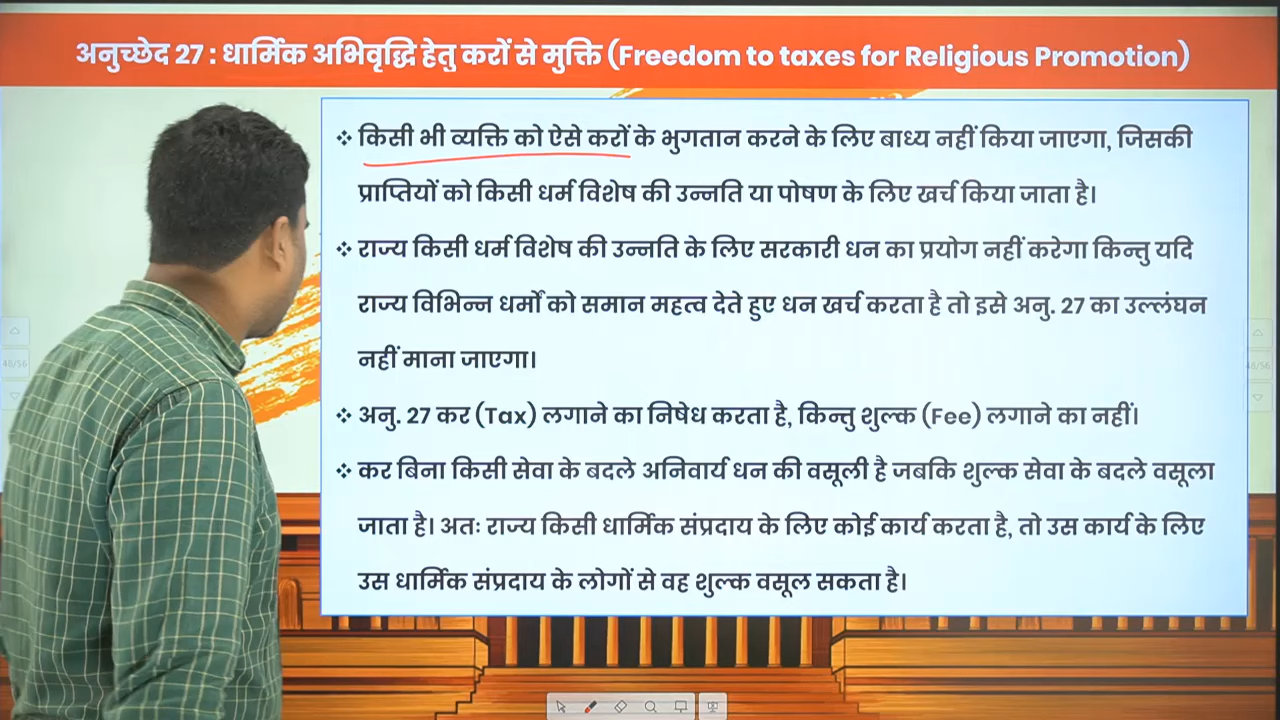 अनुच्छेद 27 : धार्मिक अभिवृद्धि हेतु करों से मुक्ति (Freedom to taxes for Religious Promotion)
❖ किसी भी व्यक्ति को ऐसे करों के भुगतान करने के लिए बाध्य नहीं किया जाएगा, जिसकी
प्राप्तियों को किसी धर्म विशेष की उन्नति या पोषण के लिए खर्च किया जाता है।
❖ राज्य किसी धर्म विशेष की उन्नति के लिए सरकारी धन का प्रयोग नहीं करेगा किन्तु यदि
राज्य विभिन्न धर्मों को समान महत्व देते हुए धन खर्च करता है तो इसे अनु. 27 का उल्लंघन
नहीं माना जाएगा।
❖ अनु. 27 कर (Tax) लगाने का निषेध करता है, किन्तु शुल्क (Fee) लगाने का नहीं।
❖ कर बिना किसी सेवा के बदले अनिवार्य धन की वसूली है जबकि शुल्क सेवा के बदले वसूला
जाता है। अतः राज्य किसी धार्मिक संप्रदाय के लिए कोई कार्य करता है, तो उस कार्य के लिए
उस धार्मिक संप्रदाय के लोगों से वह शुल्क वसूल सकता है।
48/56